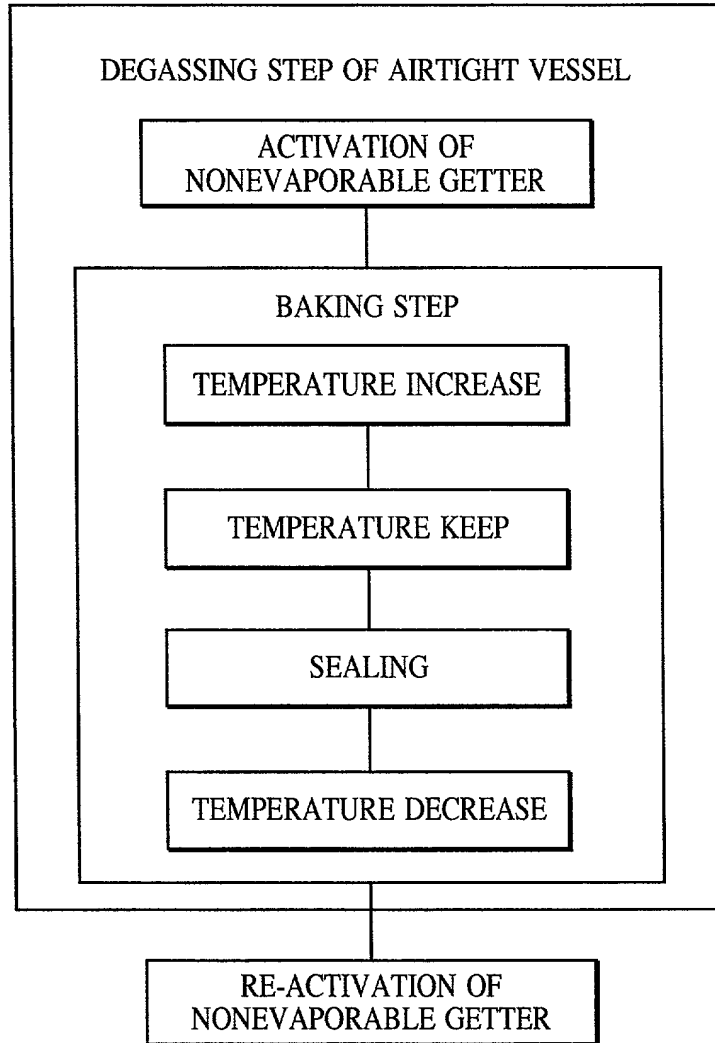 DEGASSING STEP OF AIRTIGHT VESSEL
ACTIVATION OF
NONEVAPORABLE GETTER
BAKING STEP
TEMPERATURE INCREASE
TEMPERATURE KEEP
SEALING
TEMPERATURE DECREASE
RE-ACTIVATION OF
NONEVAPORABLE GETTER